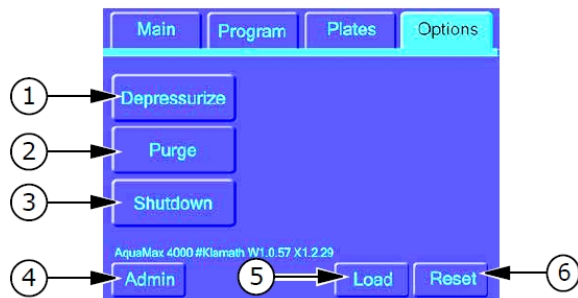 Main Program Plates Options
1 Depressurize
2 Purge
3 Shutdown
AquaMax 4000 #Klamath W1.0.57 X1.2.29
4 Admin 5 Load Reset 6